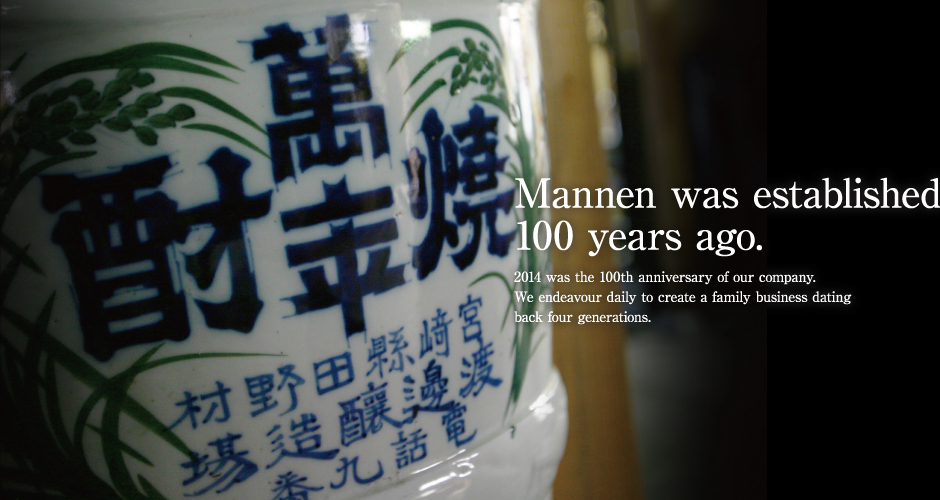 萬年
燒酎
宮崎縣田野村
渡邊釀造場
電話九番
Mannen was established
100 years ago.
2014 was the 100th anniversary of our company.
We endeavour daily to create a family business dating
back four generations.